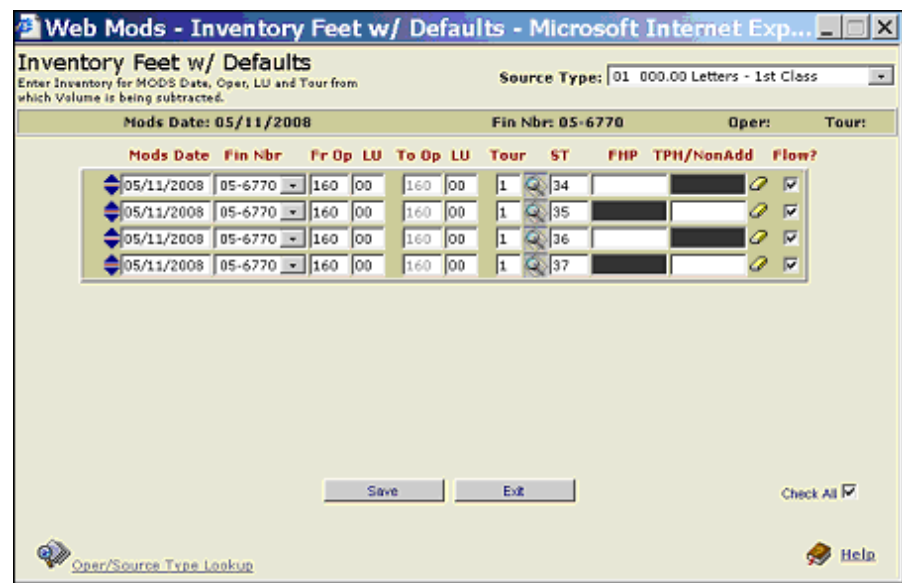 Web Mods - Inventory Feet w/ Defaults - Microsoft Internet Exp...
Inventory Feet w/ Defaults
Enter Inventory for MODS Date, Oper, LU and Tour from
which Volume is being subtracted.
Source Type: 01 000.00 Letters - 1st Class
Mods Date: 05/11/2008 Fin Nbr: 05-6770 Oper: Tour:
Mods Date Fin Nbr Fr Op LU To Op LU Tour ST FHP TPH/NonAdd Flow?
05/11/2008 05-6770 160 00 160 00 1 34
05/11/2008 05-6770 160 00 160 00 1 35
05/11/2008 05-6770 160 00 160 00 1 36
05/11/2008 05-6770 160 00 160 00 1 37
Save Exit Check All
Oper/Source Type Lookup Help